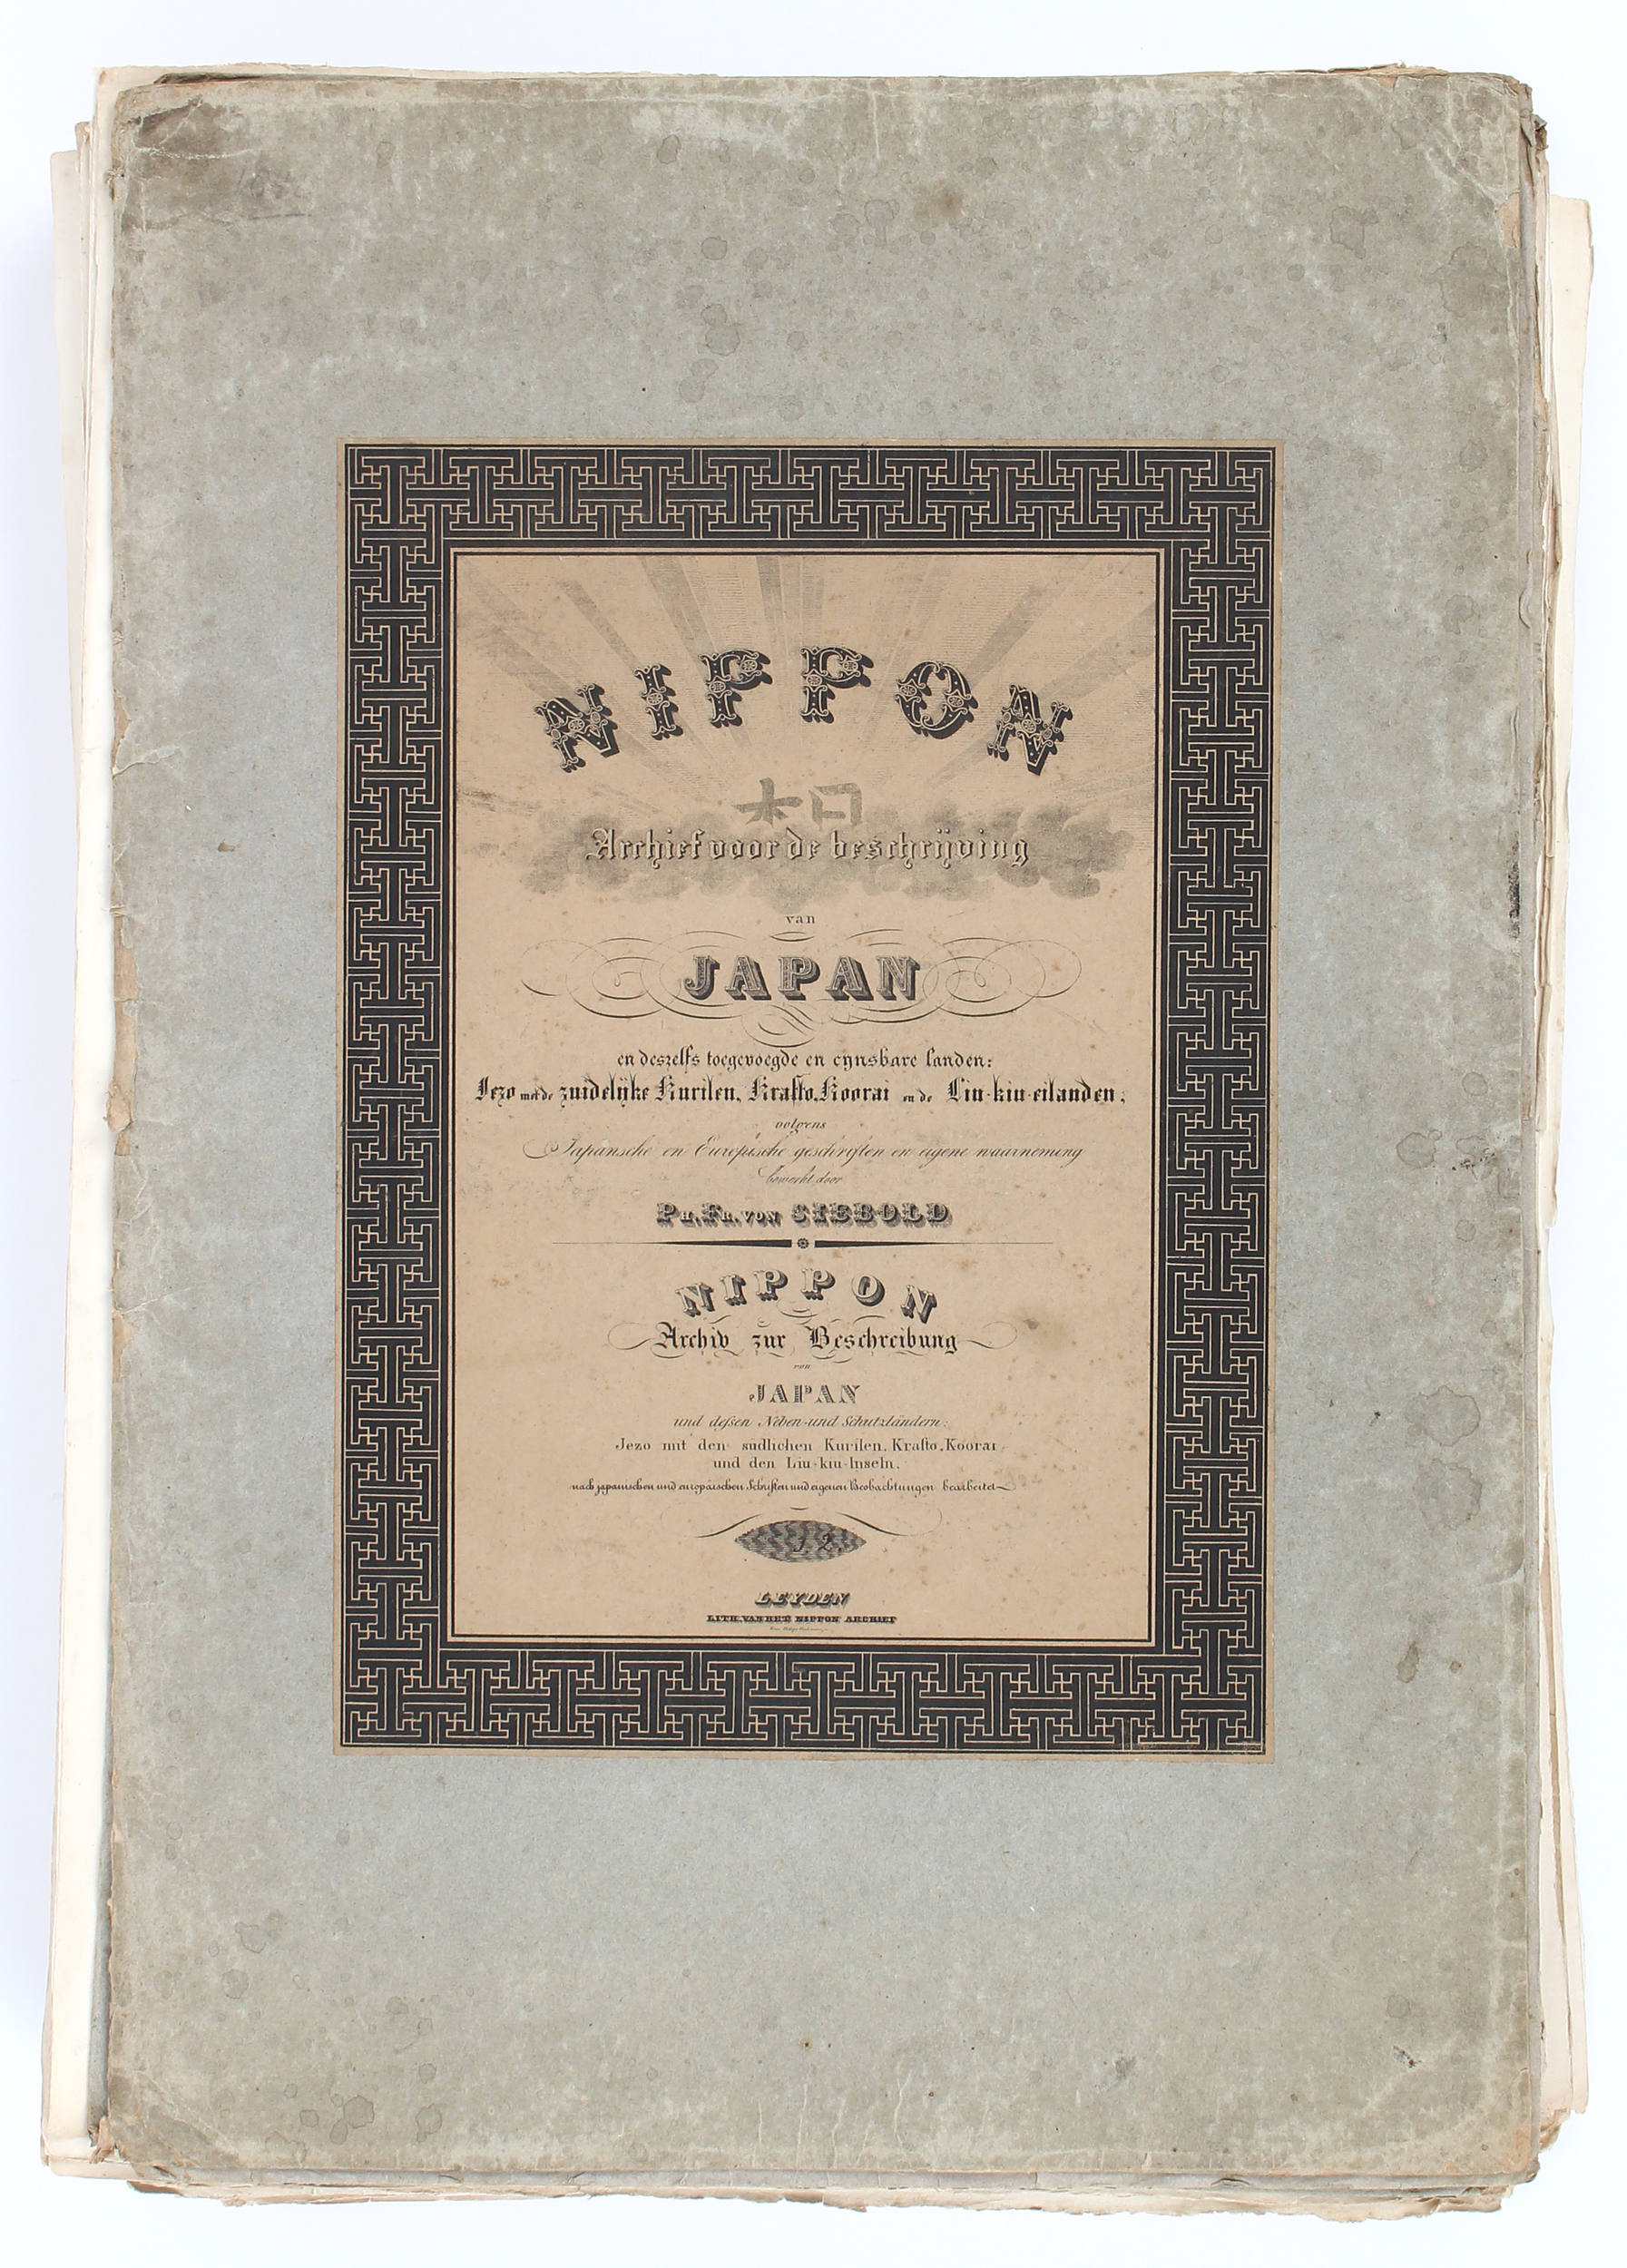 NIPPON
Archief voor de beschrijving
van
JAPAN
en deszelfs toegevoegde en cijnsbare landen:
Jezo met de zuidelijke Kurilen, Krafto, Koorai en de Liu-kiu-eilanden,
volgens
Japansche en Europische geschriften en eigene waarneming
bewerkt door
PH. FR. VON SIEBOLD
NIPPON
Archiv zur Beschreibung
von
JAPAN
und deßen Neben- und Schutzländern:
Jezo mit den südlichen Kurilen, Krafto, Koorai
und den Liu-kiu-Inseln.
nach japanischen und europäischen Schriften und eigenen Beobachtungen bearbeitet
1. 2.
LEYDEN
LITH. VAN HET NIPPON ARCHIEF